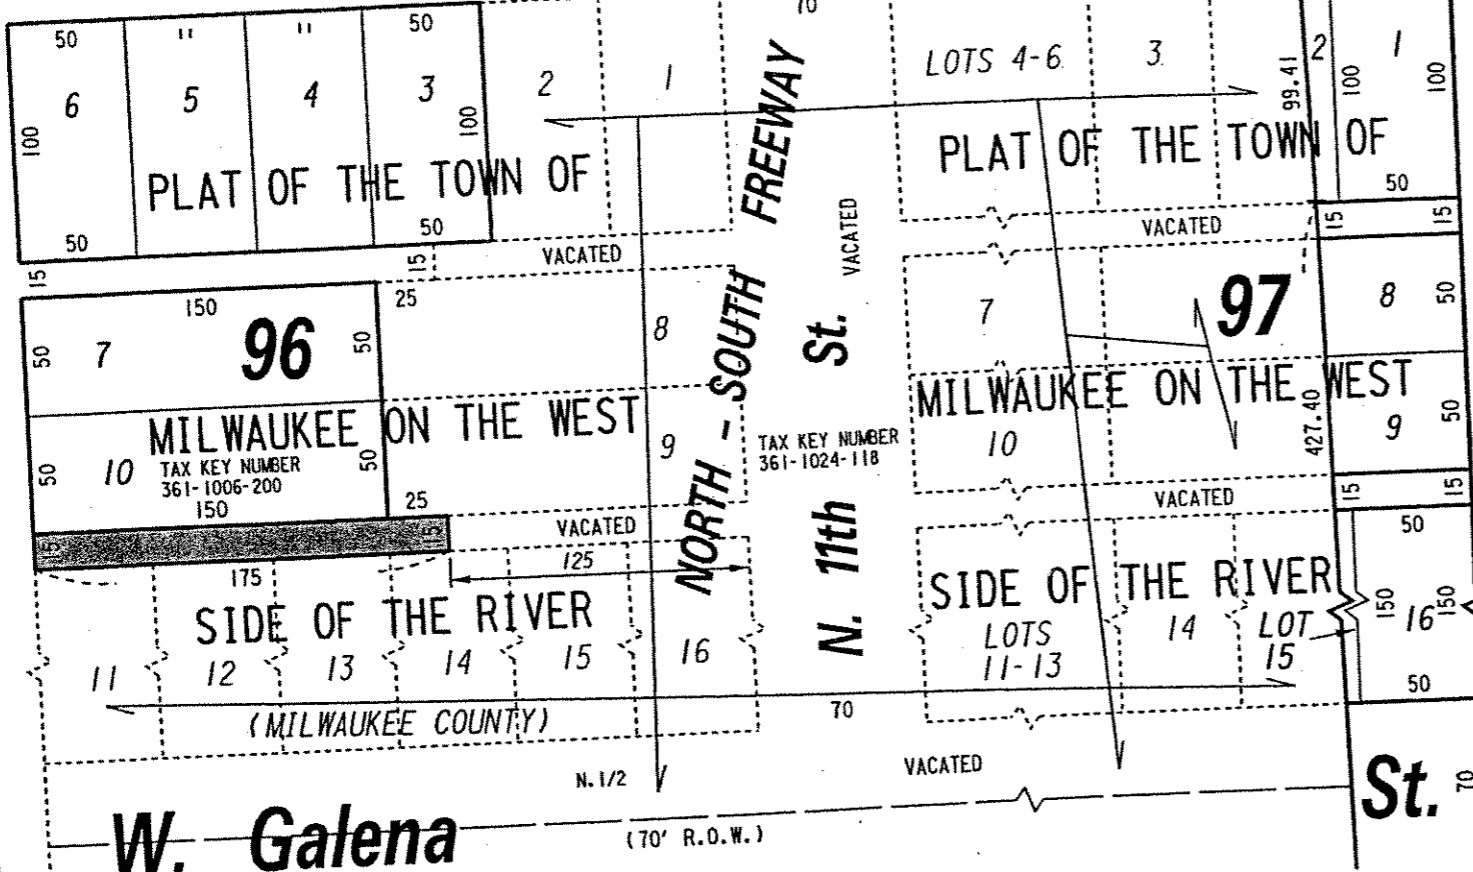 50 " " 50 70
6 5 4 3 2 1 LOTS 4-6 3 2 1
100 100 99.41 100 100
PLAT OF THE TOWN OF PLAT OF THE TOWN OF
50 50 50
15 15 VACATED VACATED 15 15
NORTH - SOUTH FREEWAY
VACATED
N. 11th St.
150 25
7 96 8 7 97 8
50 50 50
MILWAUKEE ON THE WEST MILWAUKEE ON THE WEST
10 9 10 9
50 50 427.40 50
TAX KEY NUMBER
361-1006-200
TAX KEY NUMBER
361-1024-118
150 25
15 15 VACATED VACATED 15 15
175 125 50
SIDE OF THE RIVER SIDE OF THE RIVER
11 12 13 14 15 16
LOTS
11-13
14
LOT
15
150 16 150
50
(MILWAUKEE COUNTY) 70
N. 1/2 VACATED
W. Galena St. 70
(70' R.O.W.)